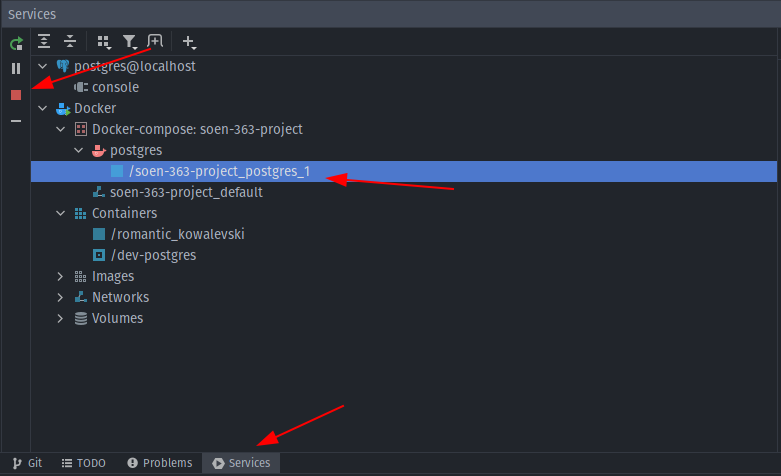 Services
postgres@localhost
console
Docker
Docker-compose: soen-363-project
postgres
/soen-363-project_postgres_1
soen-363-project_default
Containers
/romantic_kowalevski
/dev-postgres
Images
Networks
Volumes
Git TODO Problems Services